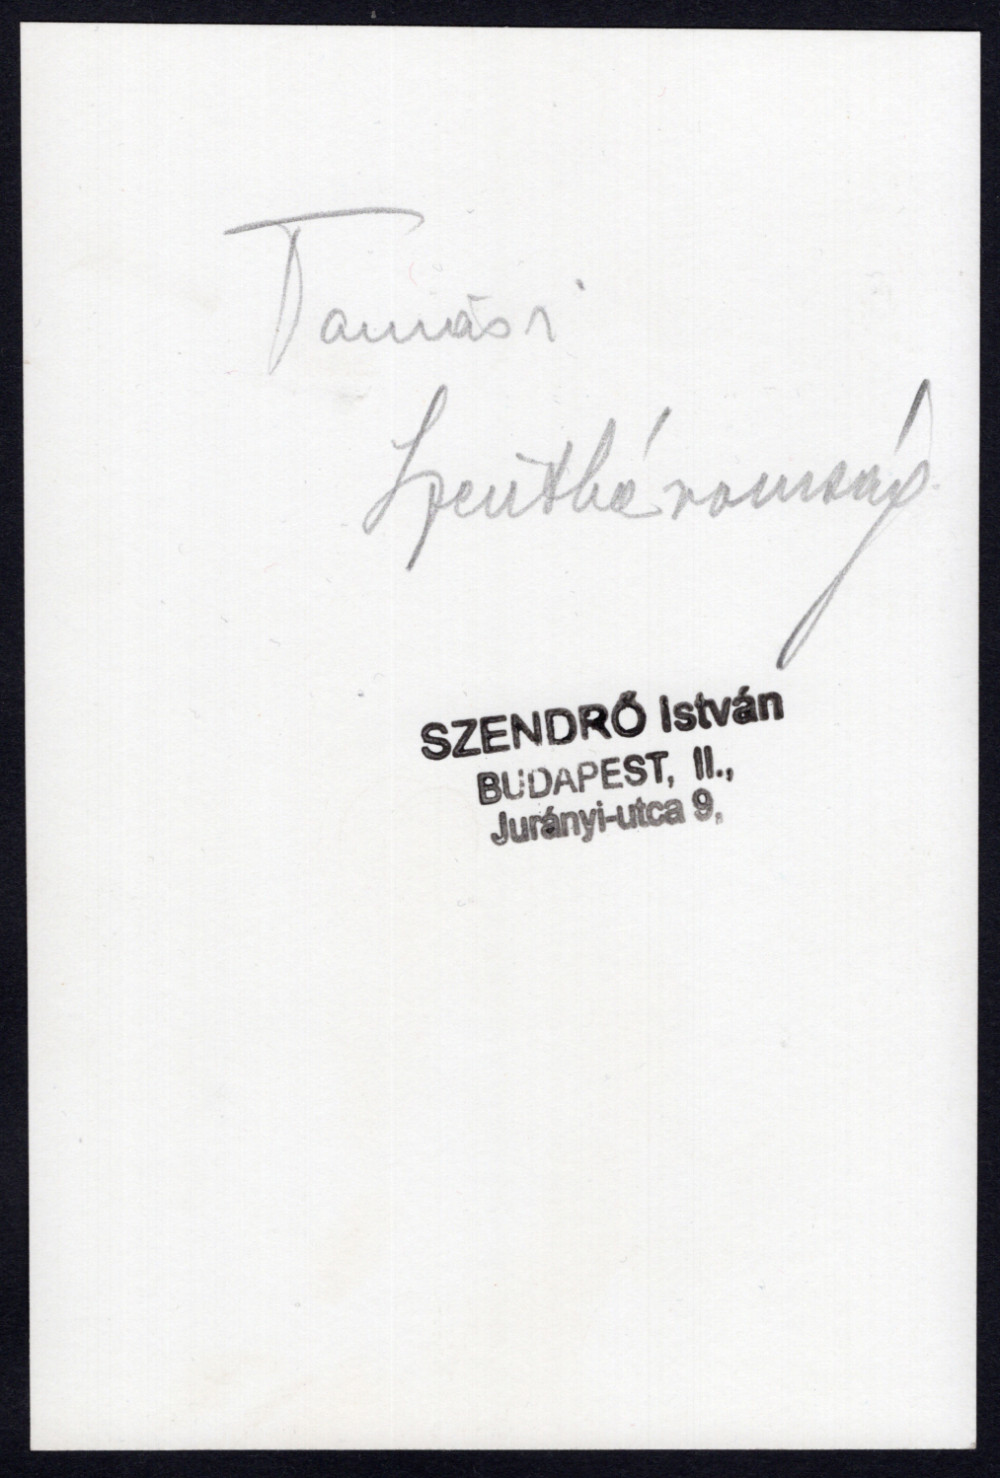 Tamási
Szentháromság
SZENDRŐ István
BUDAPEST, II.,
Jurányi-utca 9.